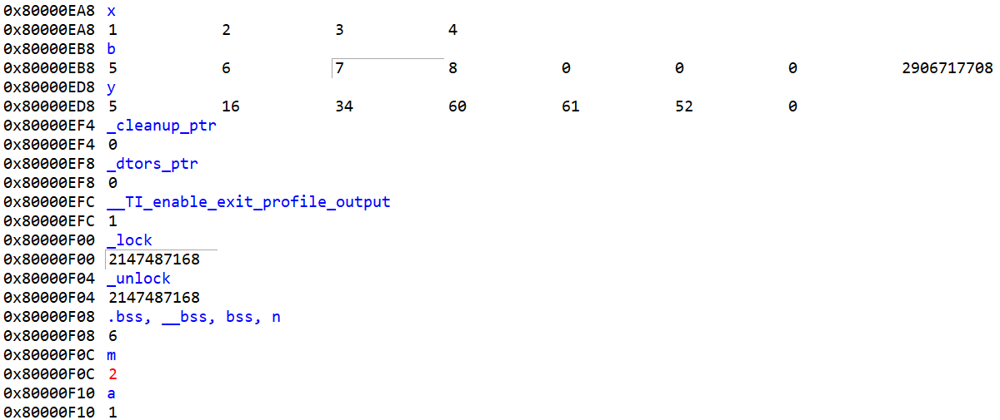 0x80000EA8 x
0x80000EA8 1 2 3 4
0x80000EB8 b
0x80000EB8 5 6 7 8 0 0 0 2906717708
0x80000ED8 y
0x80000ED8 5 16 34 60 61 52 0
0x80000EF4 _cleanup_ptr
0x80000EF4 0
0x80000EF8 _dtors_ptr
0x80000EF8 0
0x80000EFC __TI_enable_exit_profile_output
0x80000EFC 1
0x80000F00 _lock
0x80000F00 2147487168
0x80000F04 _unlock
0x80000F04 2147487168
0x80000F08 .bss, __bss, bss, n
0x80000F08 6
0x80000F0C m
0x80000F0C 2
0x80000F10 a
0x80000F10 1